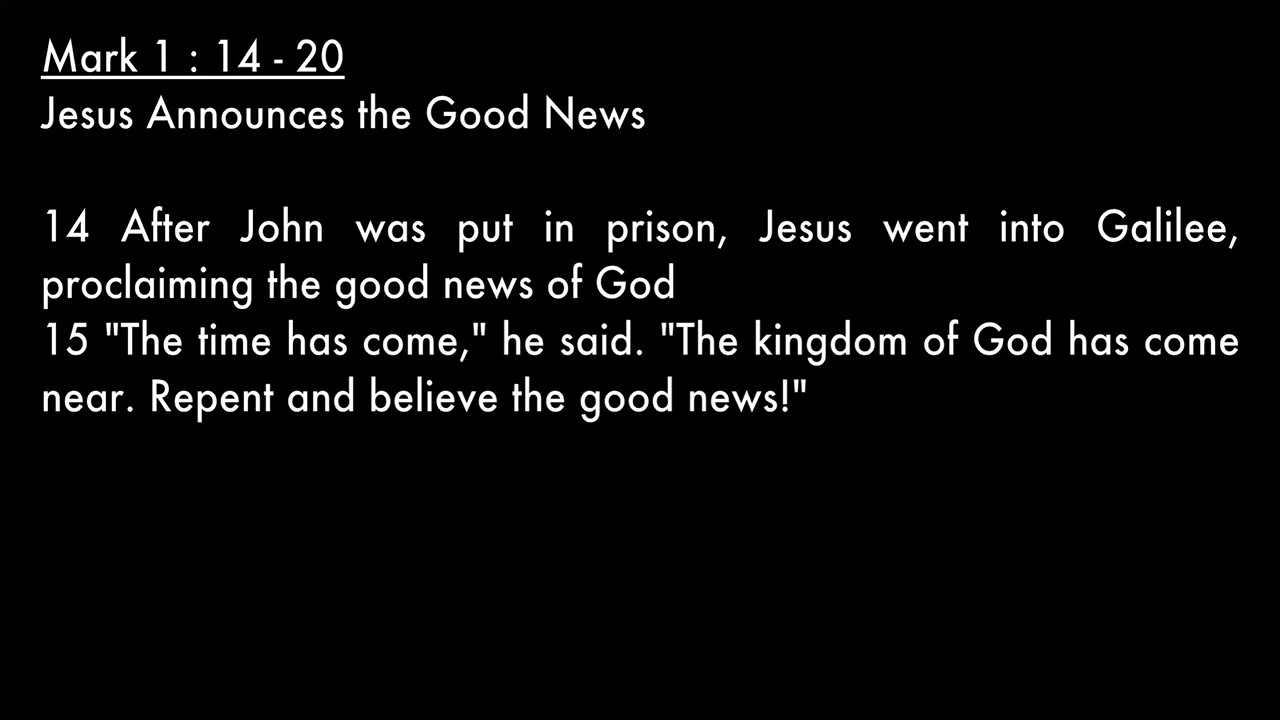 Mark 1 : 14 - 20
Jesus Announces the Good News
14 After John was put in prison, Jesus went into Galilee,
proclaiming the good news of God
15 "The time has come," he said. "The kingdom of God has come
near. Repent and believe the good news!"